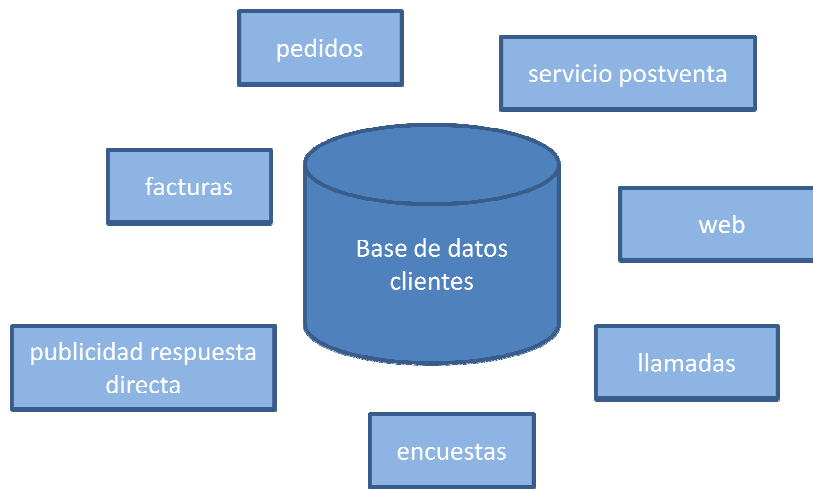 pedidos
servicio postventa
facturas
web
Base de datos
clientes
publicidad respuesta
directa
llamadas
encuestas